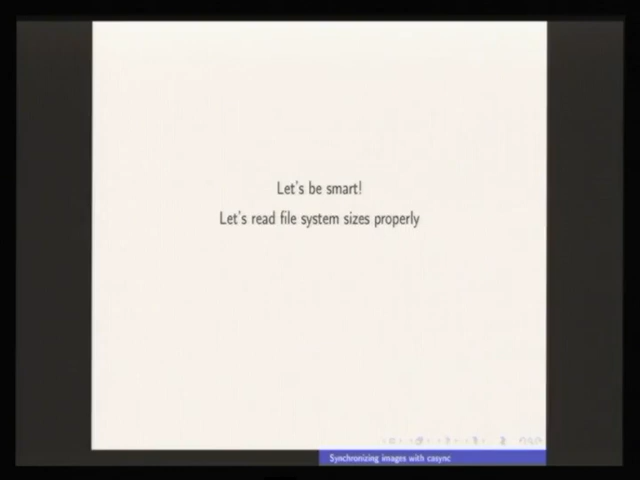 Let's be smart!
Let's read file system sizes properly
Synchronizing images with casync